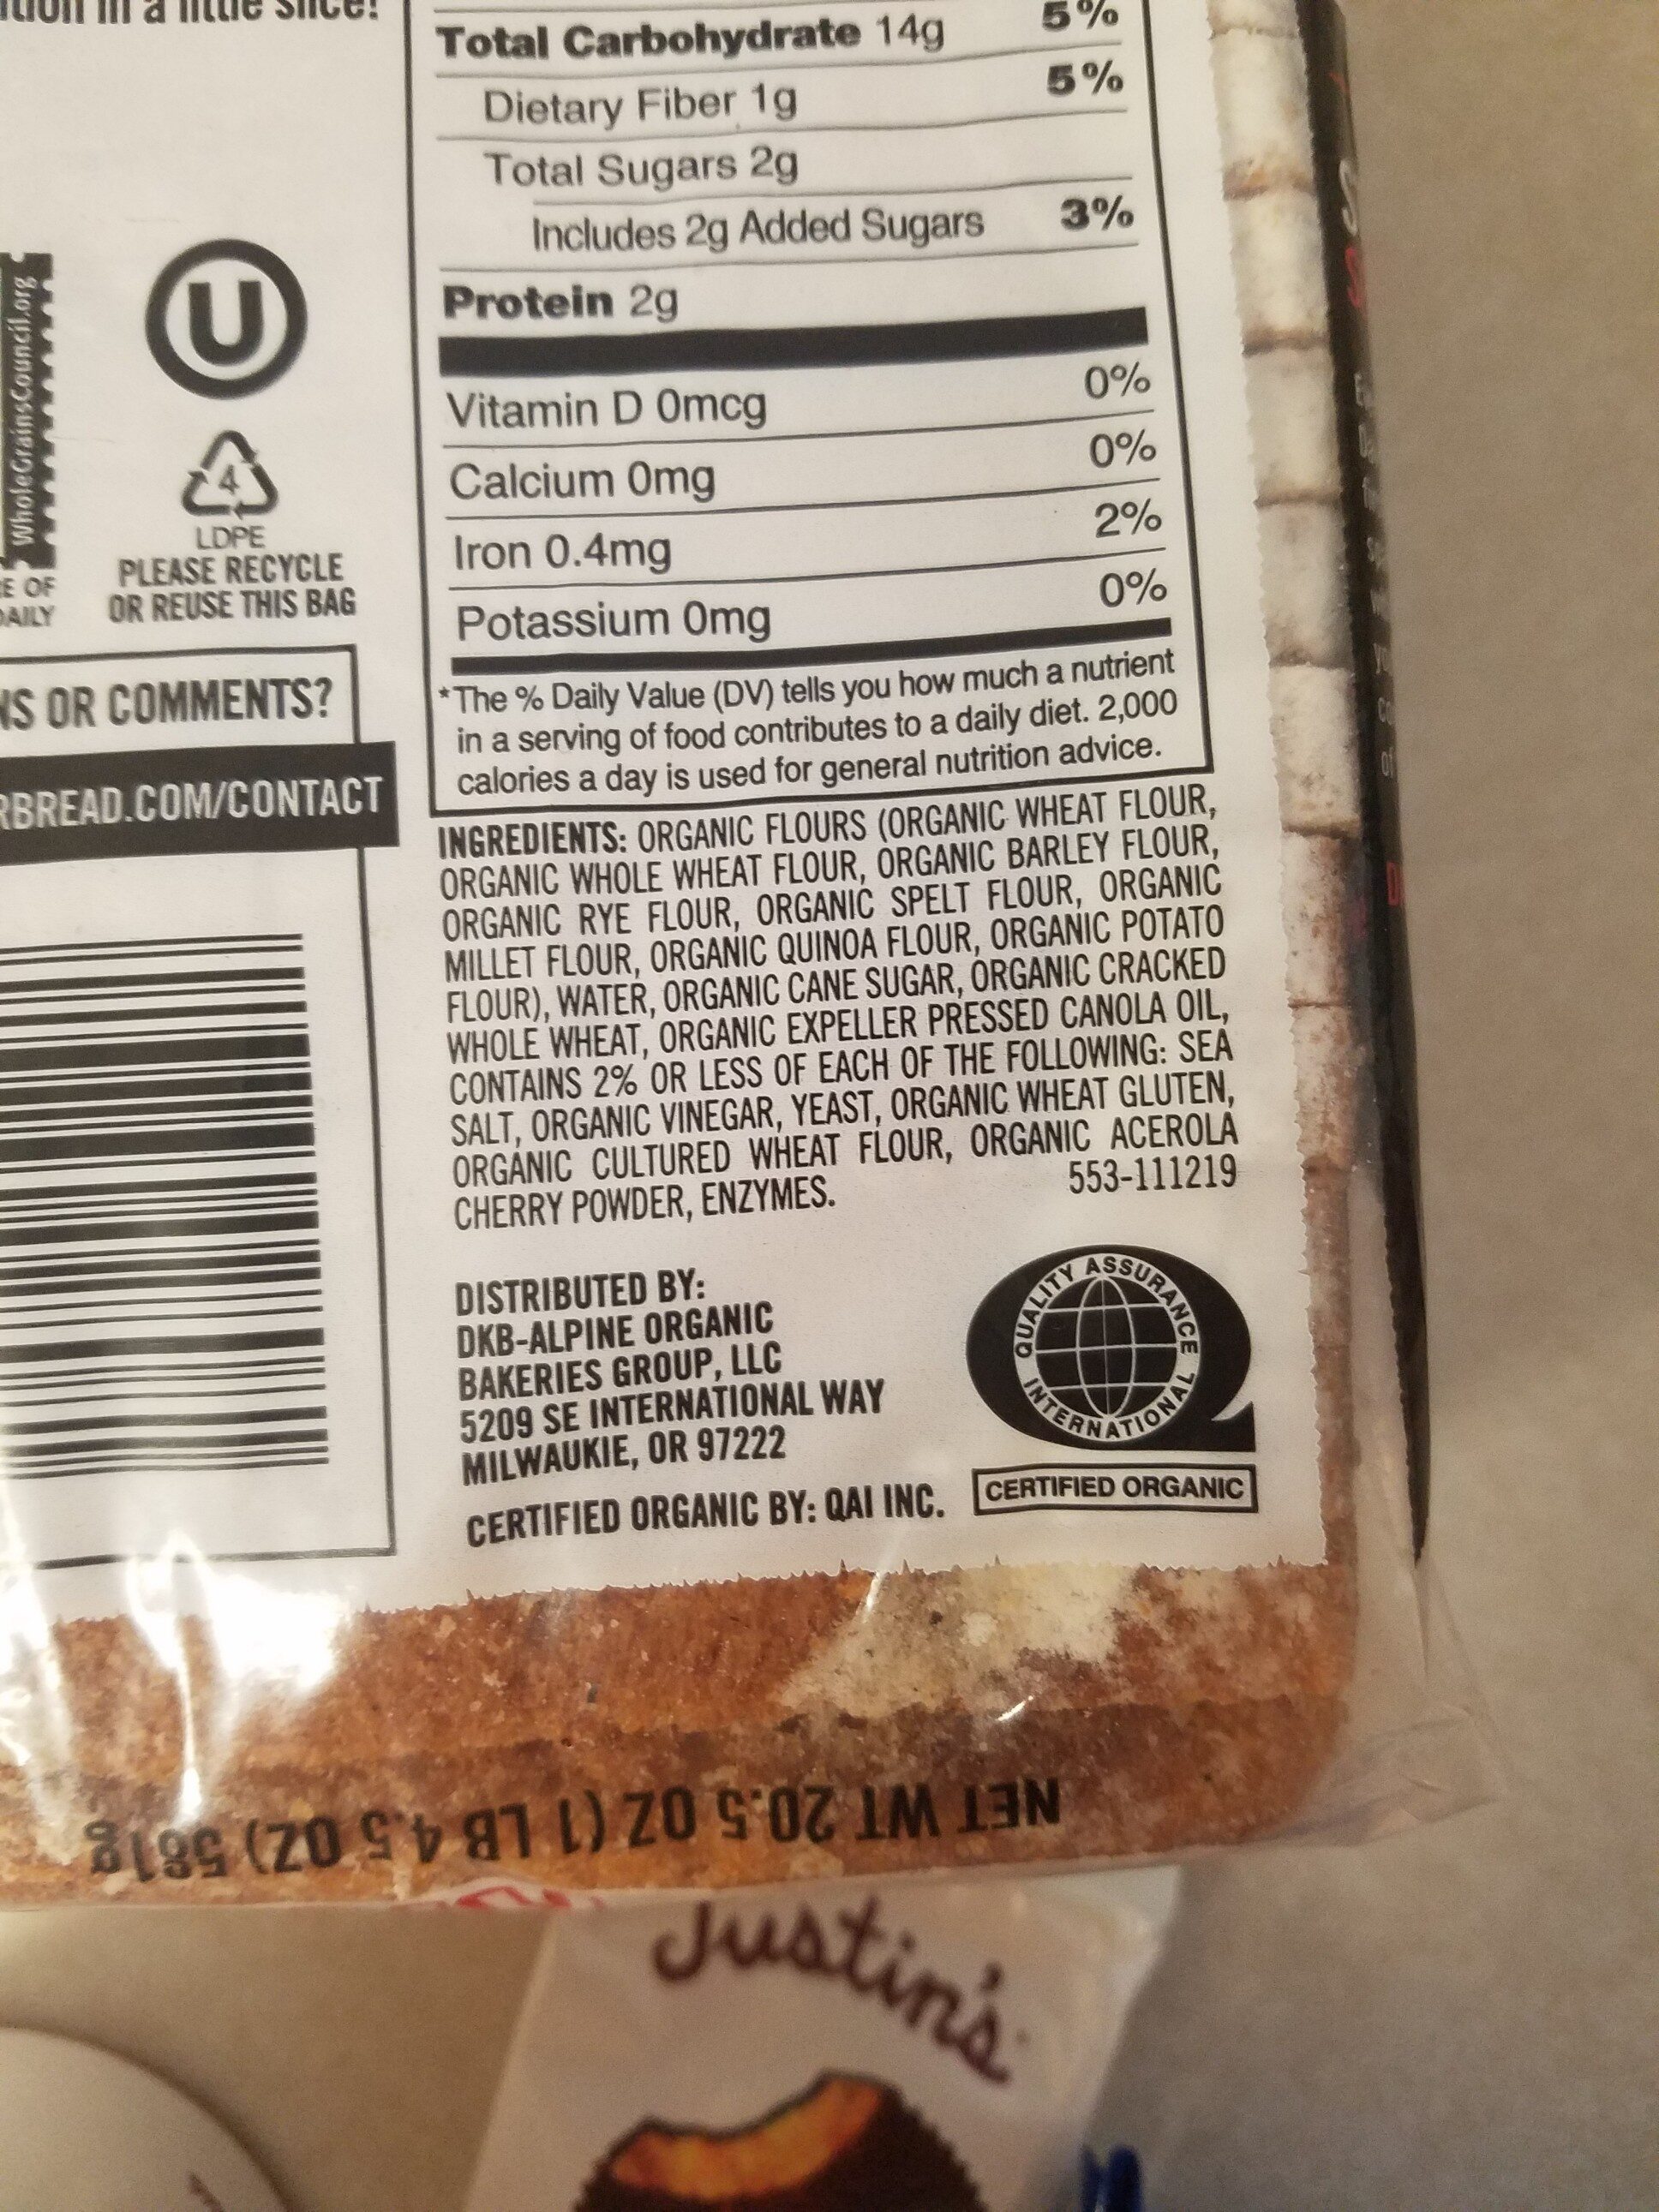 in a little slice!
WholeGrainsCouncil.org
OF
DAILY
U
4
LDPE
PLEASE RECYCLE
OR REUSE THIS BAG
OR COMMENTS?
RBREAD.COM/CONTACT
Total Carbohydrate 14g 5%
Dietary Fiber 1g 5%
Total Sugars 2g
Includes 2g Added Sugars 3%
Protein 2g
Vitamin D 0mcg 0%
Calcium 0mg 0%
Iron 0.4mg 2%
Potassium 0mg 0%
*The % Daily Value (DV) tells you how much a nutrient
in a serving of food contributes to a daily diet. 2,000
calories a day is used for general nutrition advice.
INGREDIENTS: ORGANIC FLOURS (ORGANIC WHEAT FLOUR,
ORGANIC WHOLE WHEAT FLOUR, ORGANIC BARLEY FLOUR,
ORGANIC RYE FLOUR, ORGANIC SPELT FLOUR, ORGANIC
MILLET FLOUR, ORGANIC QUINOA FLOUR, ORGANIC POTATO
FLOUR), WATER, ORGANIC CANE SUGAR, ORGANIC CRACKED
WHOLE WHEAT, ORGANIC EXPELLER PRESSED CANOLA OIL,
CONTAINS 2% OR LESS OF EACH OF THE FOLLOWING: SEA
SALT, ORGANIC VINEGAR, YEAST, ORGANIC WHEAT GLUTEN,
ORGANIC CULTURED WHEAT FLOUR, ORGANIC ACEROLA
CHERRY POWDER, ENZYMES. 553-111219
DISTRIBUTED BY:
DKB-ALPINE ORGANIC
BAKERIES GROUP, LLC
5209 SE INTERNATIONAL WAY
MILWAUKIE, OR 97222
CERTIFIED ORGANIC BY: QAI INC.
QUALITY ASSURANCE
INTERNATIONAL
CERTIFIED ORGANIC
NET WT 20.5 OZ (1 LB 4.5 OZ) 581g
Justin's